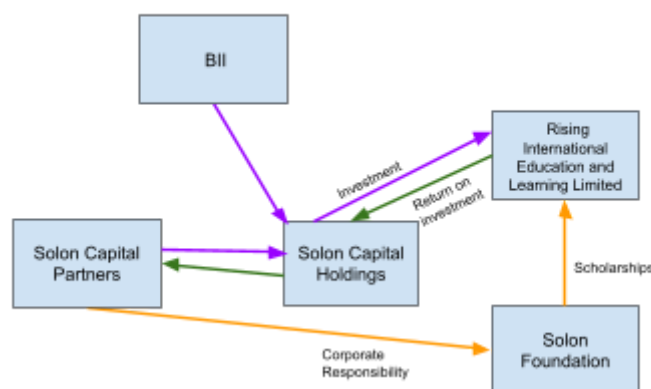 BII
Rising
International
Education and
Learning Limited
Investment
Return on
investment
Solon Capital
Partners
Solon Capital
Holdings
Scholarships
Solon
Foundation
Corporate
Responsibility